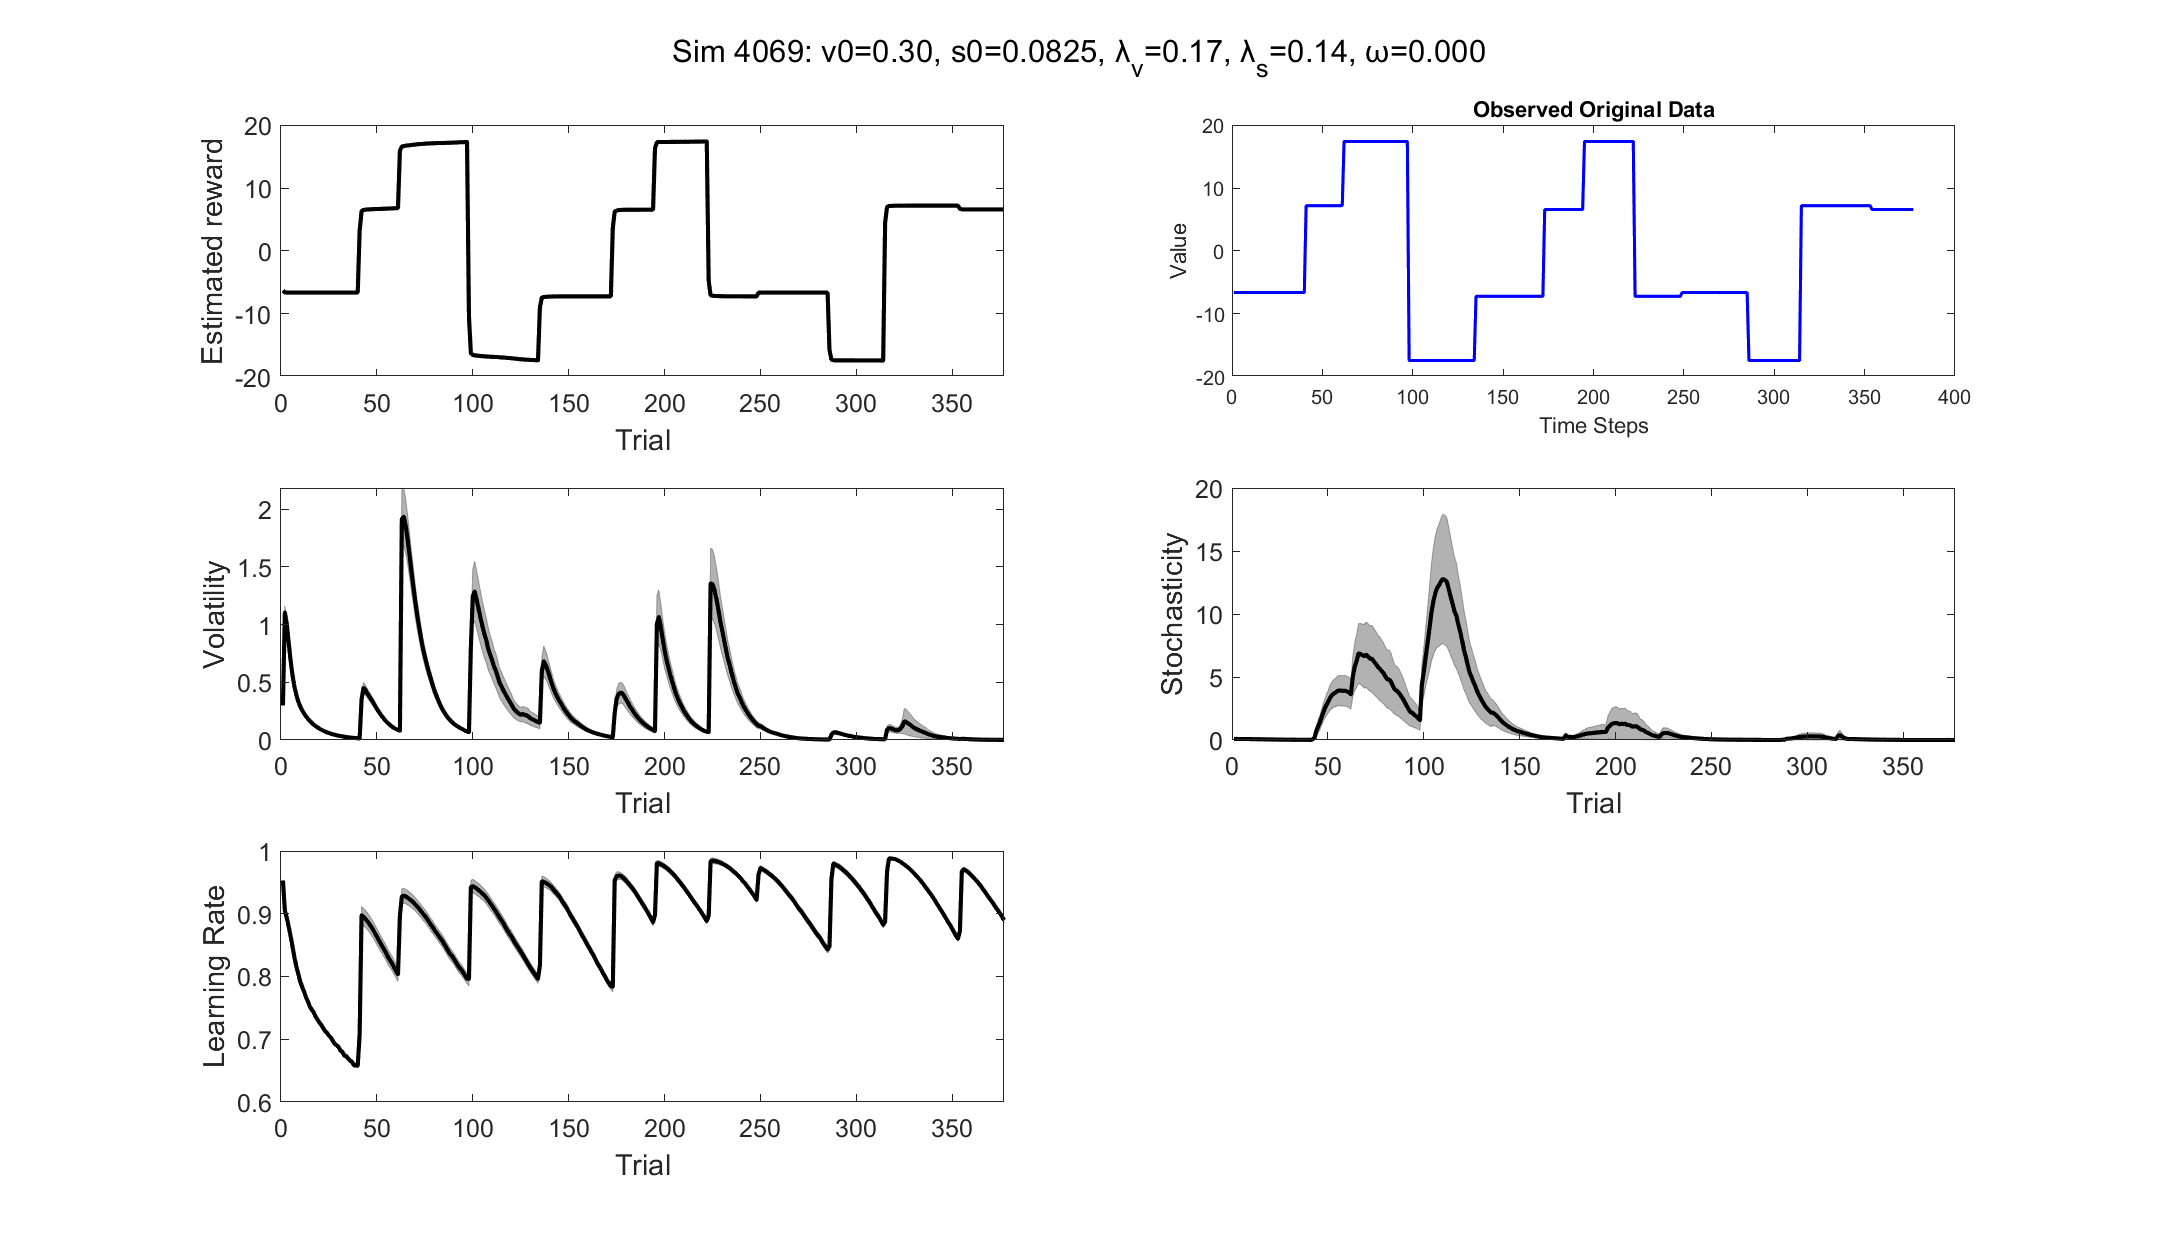 Sim 4069: v0=0.30, s0=0.0825, λv=0.17, λs=0.14, ω=0.000
Estimated reward
20
10
0
-10
-20
0 50 100 150 200 250 300 350
Trial
Observed Original Data
Value
20
10
0
-10
-20
0 50 100 150 200 250 300 350 400
Time Steps
Volatility
2
1.5
1
0.5
0
0 50 100 150 200 250 300 350
Trial
Stochasticity
20
15
10
5
0
0 50 100 150 200 250 300 350
Trial
Learning Rate
1
0.9
0.8
0.7
0.6
0 50 100 150 200 250 300 350
Trial